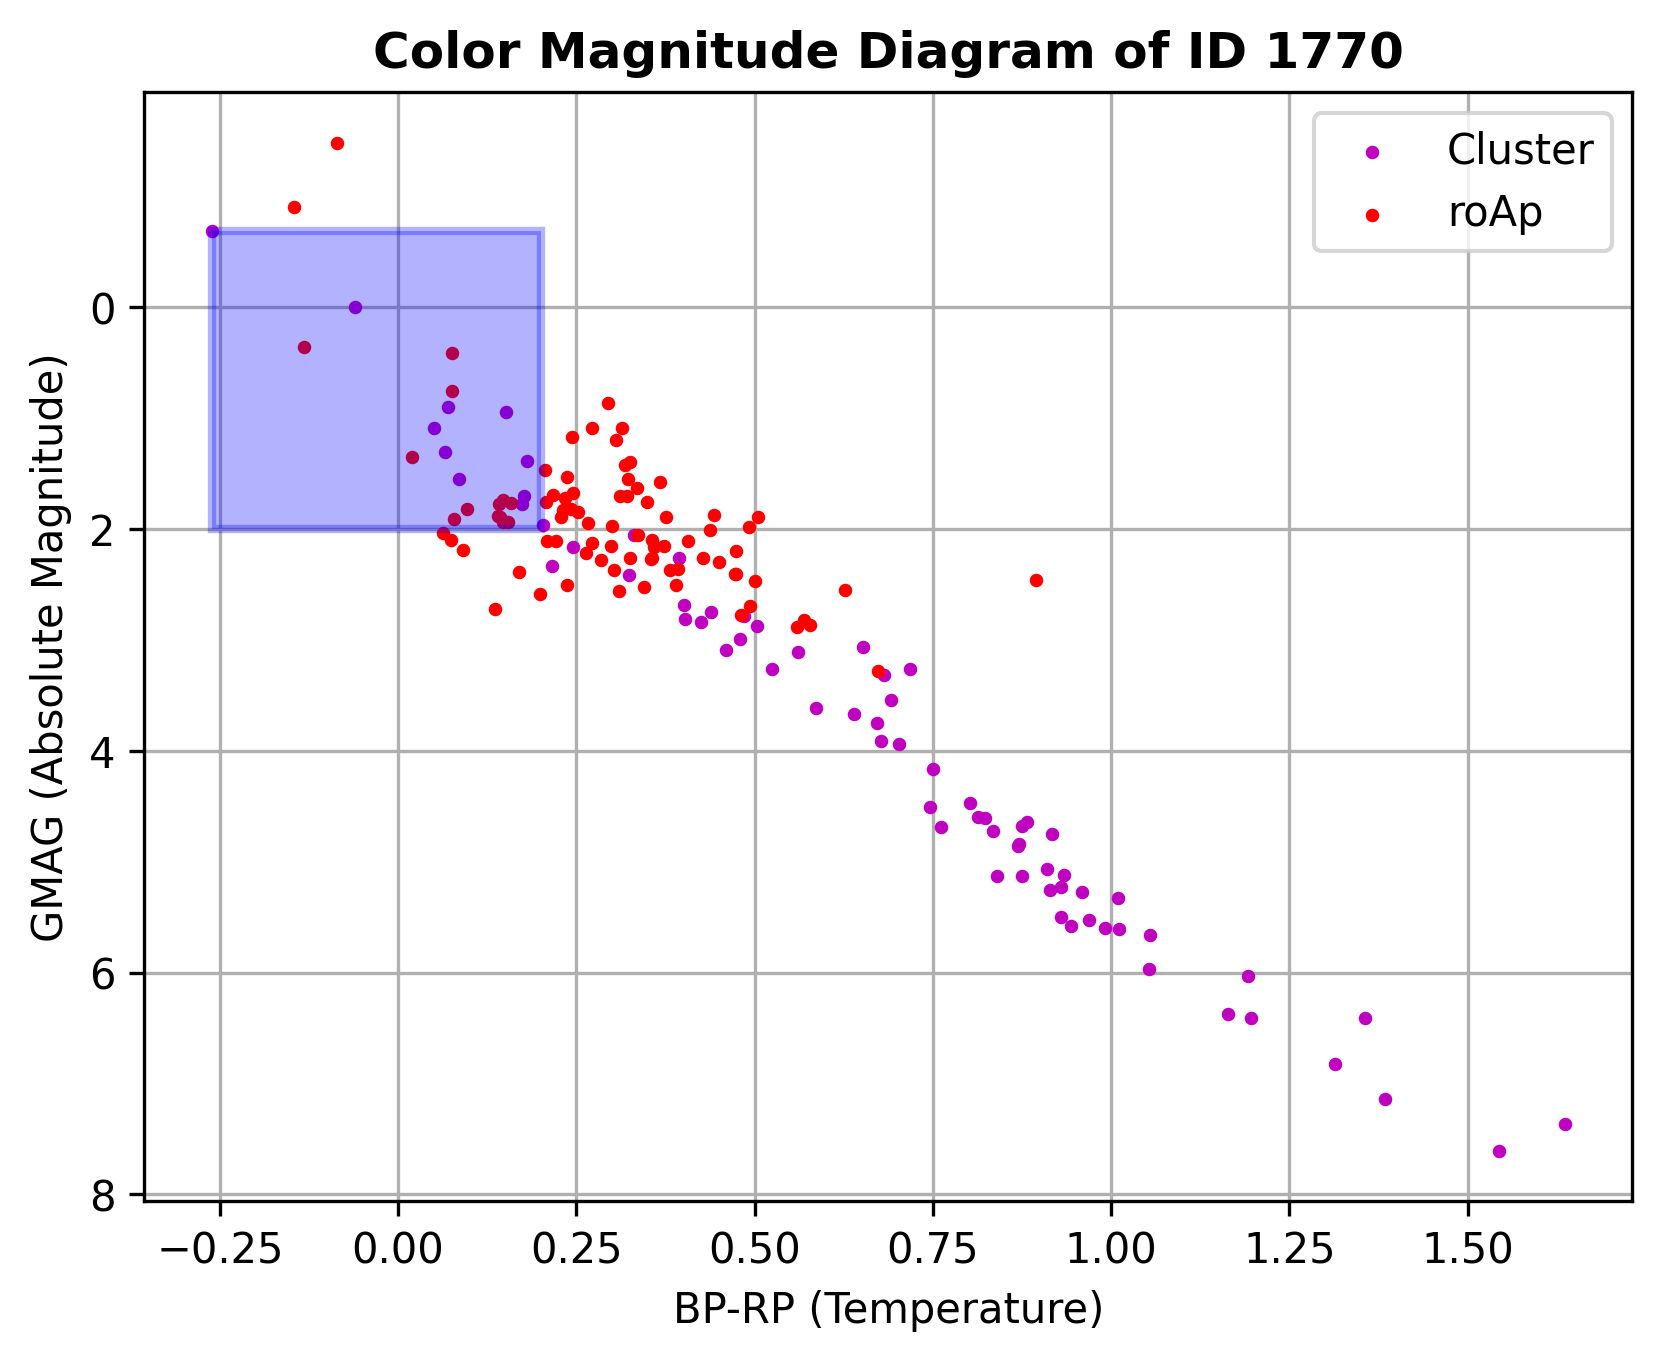 Color Magnitude Diagram of ID 1770
Cluster
roAp
GMAG (Absolute Magnitude)
0
2
4
6
8
−0.25
0.00
0.25
0.50
0.75
1.00
1.25
1.50
BP-RP (Temperature)